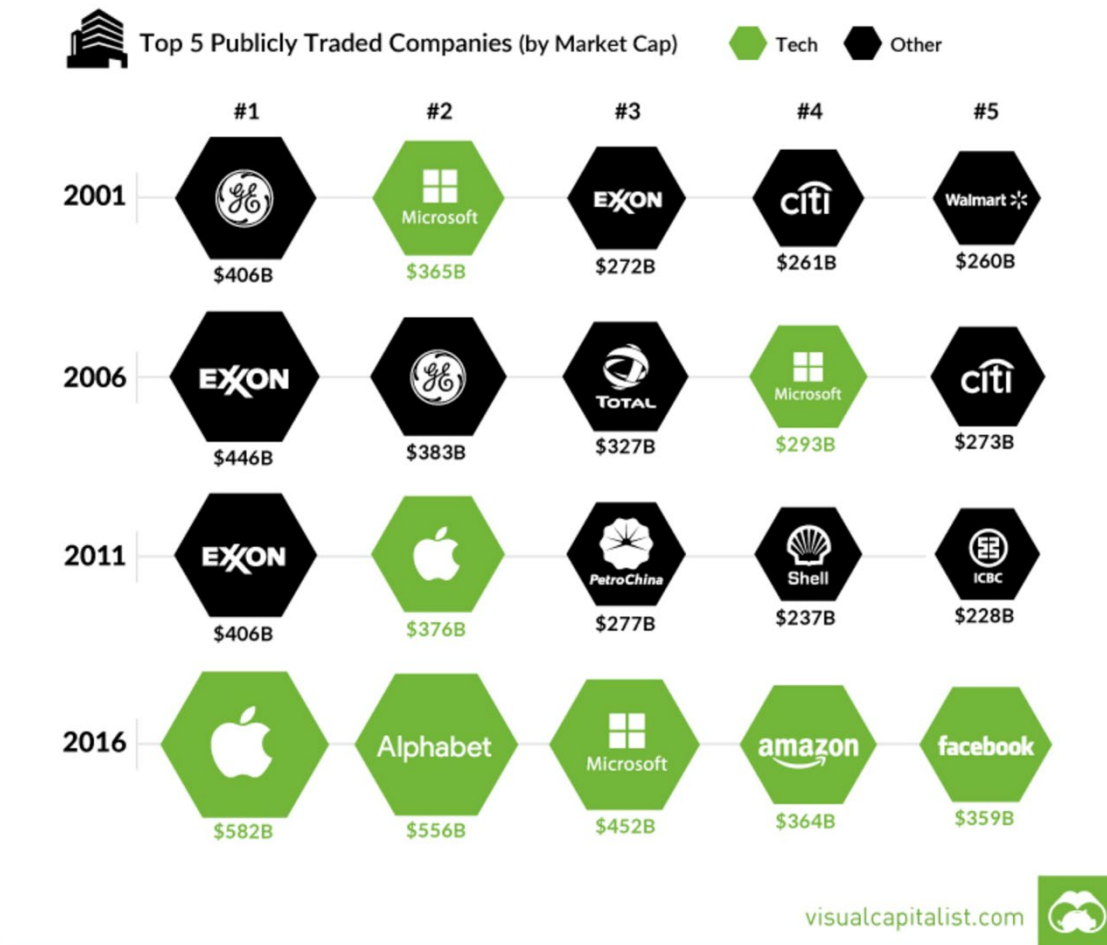 Top 5 Publicly Traded Companies (by Market Cap)
Tech
Other
#1 #2 #3 #4 #5
2001
GE
Microsoft
EXXON
citi
Walmart
$406B $365B $272B $261B $260B
2006
EXXON
GE
TOTAL
Microsoft
citi
$446B $383B $327B $293B $273B
2011
EXXON
PetroChina
Shell
ICBC
$406B $376B $277B $237B $228B
2016
Alphabet
Microsoft
amazon
facebook
$582B $556B $452B $364B $359B
visualcapitalist.com